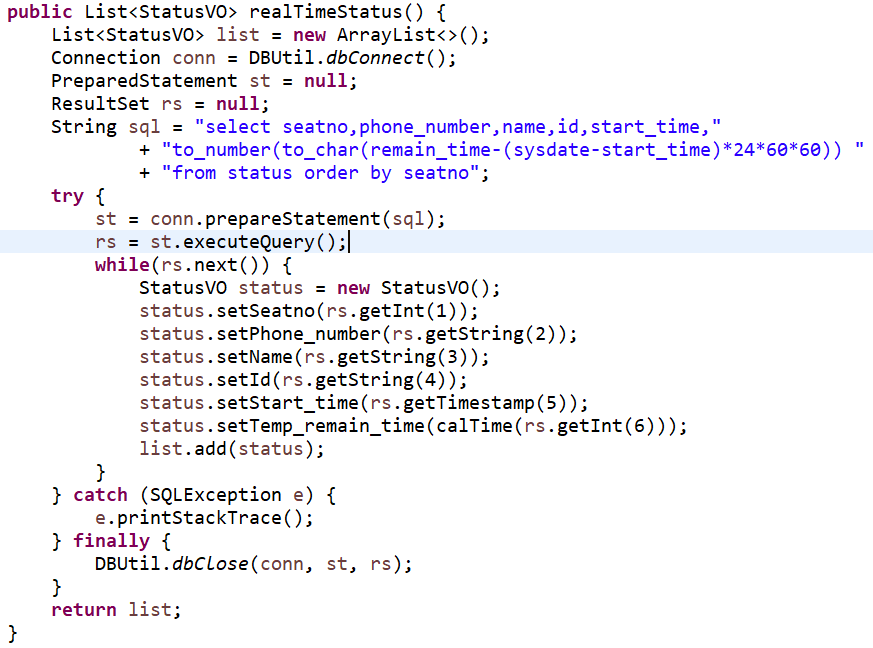 public List<StatusVO> realTimeStatus() {
    List<StatusVO> list = new ArrayList<>();
    Connection conn = DBUtil.dbConnect();
    PreparedStatement st = null;
    ResultSet rs = null;
    String sql = "select seatno,phone_number,name,id,start_time,"
            + "to_number(to_char(remain_time-(sysdate-start_time)*24*60*60)) "
            + "from status order by seatno";
    try {
        st = conn.prepareStatement(sql);
        rs = st.executeQuery();
        while(rs.next()) {
            StatusVO status = new StatusVO();
            status.setSeatno(rs.getInt(1));
            status.setPhone_number(rs.getString(2));
            status.setName(rs.getString(3));
            status.setId(rs.getString(4));
            status.setStart_time(rs.getTimestamp(5));
            status.setTemp_remain_time(calTime(rs.getInt(6)));
            list.add(status);
        }
    } catch (SQLException e) {
        e.printStackTrace();
    } finally {
        DBUtil.dbClose(conn, st, rs);
    }
    return list;
}